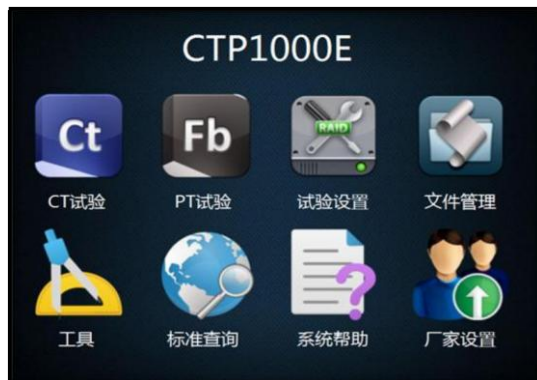 CTP1000E
Ct Fb RAID
CT试验 PT试验 试验设置 文件管理
?
工具 标准查询 系统帮助 厂家设置